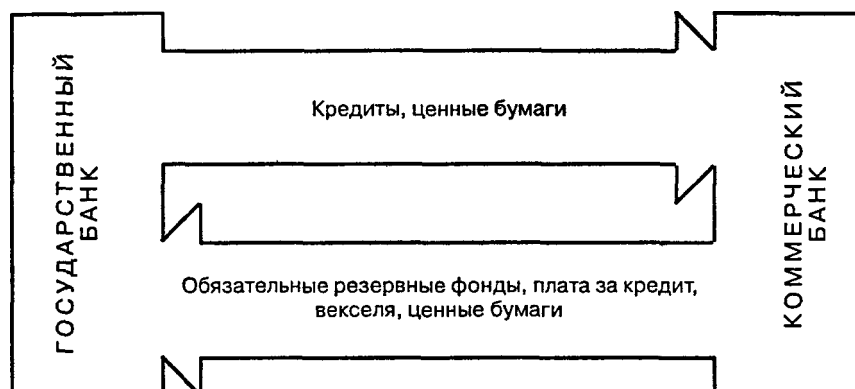 ГОСУДАРСТВЕННЫЙ
БАНК
Кредиты, ценные бумаги
Обязательные резервные фонды, плата за кредит,
векселя, ценные бумаги
КОММЕРЧЕСКИЙ
БАНК